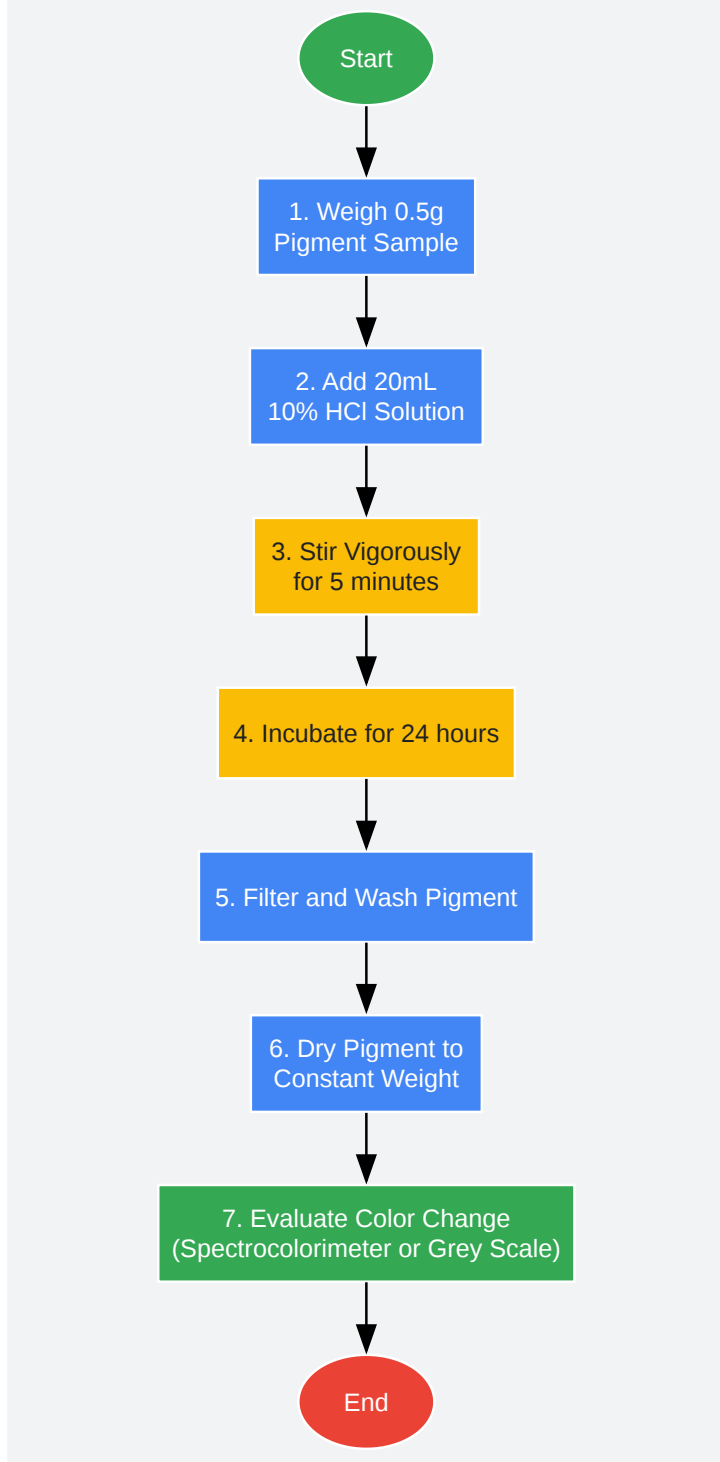 Start
1. Weigh 0.5g
Pigment Sample
2. Add 20mL
10% HCl Solution
3. Stir Vigorously
for 5 minutes
4. Incubate for 24 hours
5. Filter and Wash Pigment
6. Dry Pigment to
Constant Weight
7. Evaluate Color Change
(Spectrocolorimeter or Grey Scale)
End